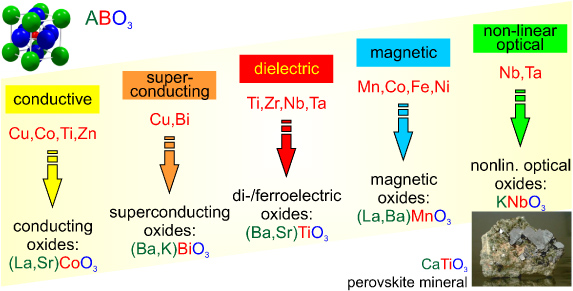 ABO₃
conductive
Cu,Co,Ti,Zn
conducting
oxides:
(La,Sr)CoO₃
super-
conducting
Cu,Bi
superconducting
oxides:
(Ba,K)BiO₃
dielectric
Ti,Zr,Nb,Ta
di-/ferroelectric
oxides:
(Ba,Sr)TiO₃
magnetic
Mn,Co,Fe,Ni
magnetic
oxides:
(La,Ba)MnO₃
non-linear
optical
Nb,Ta
nonlin. optical
oxides:
KNbO₃
CaTiO₃
perovskite mineral